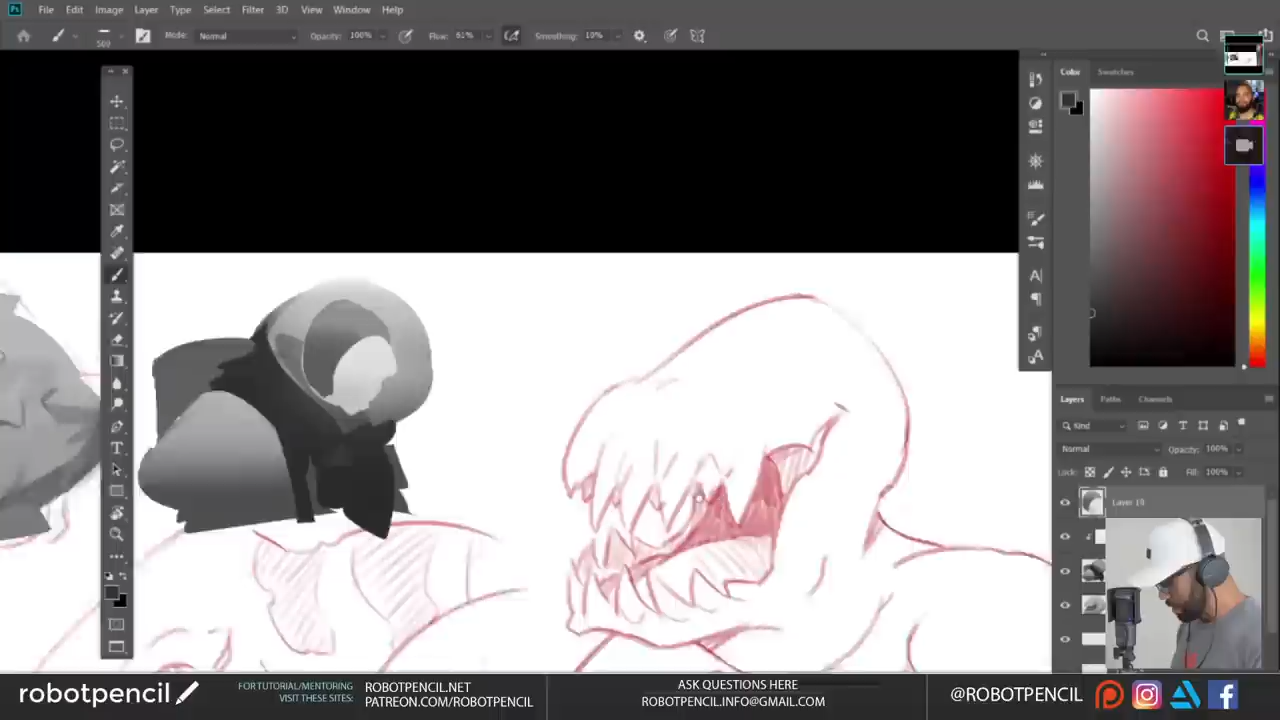 Ps File Edit Image Layer Type Select Filter 3D View Window Help
509 Mode: Normal Opacity: 100% Flow: 61% Smoothing: 10%
Color Swatches
Layers Paths Channels
Kind
Normal Opacity: 100%
Lock: Fill: 100%
Layer 10
robotpencil
FOR TUTORIAL/MENTORING
VISIT THESE SITES:
ROBOTPENCIL.NET
PATREON.COM/ROBOTPENCIL
ASK QUESTIONS HERE
ROBOTPENCIL.INFO@GMAIL.COM
@ROBOTPENCIL